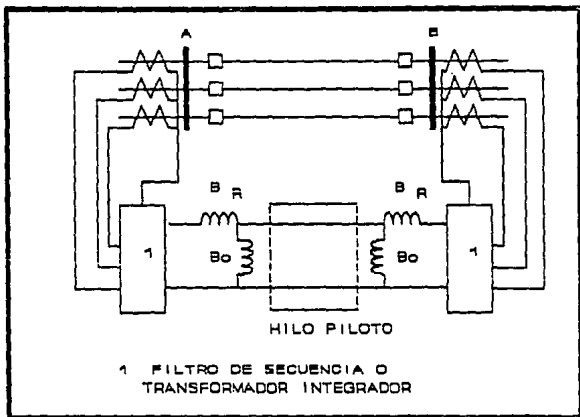 A B
B R B R
1 Bo Bo 1
HILO PILOTO
1 FILTRO DE SECUENCIA O
TRANSFORMADOR INTEGRADOR